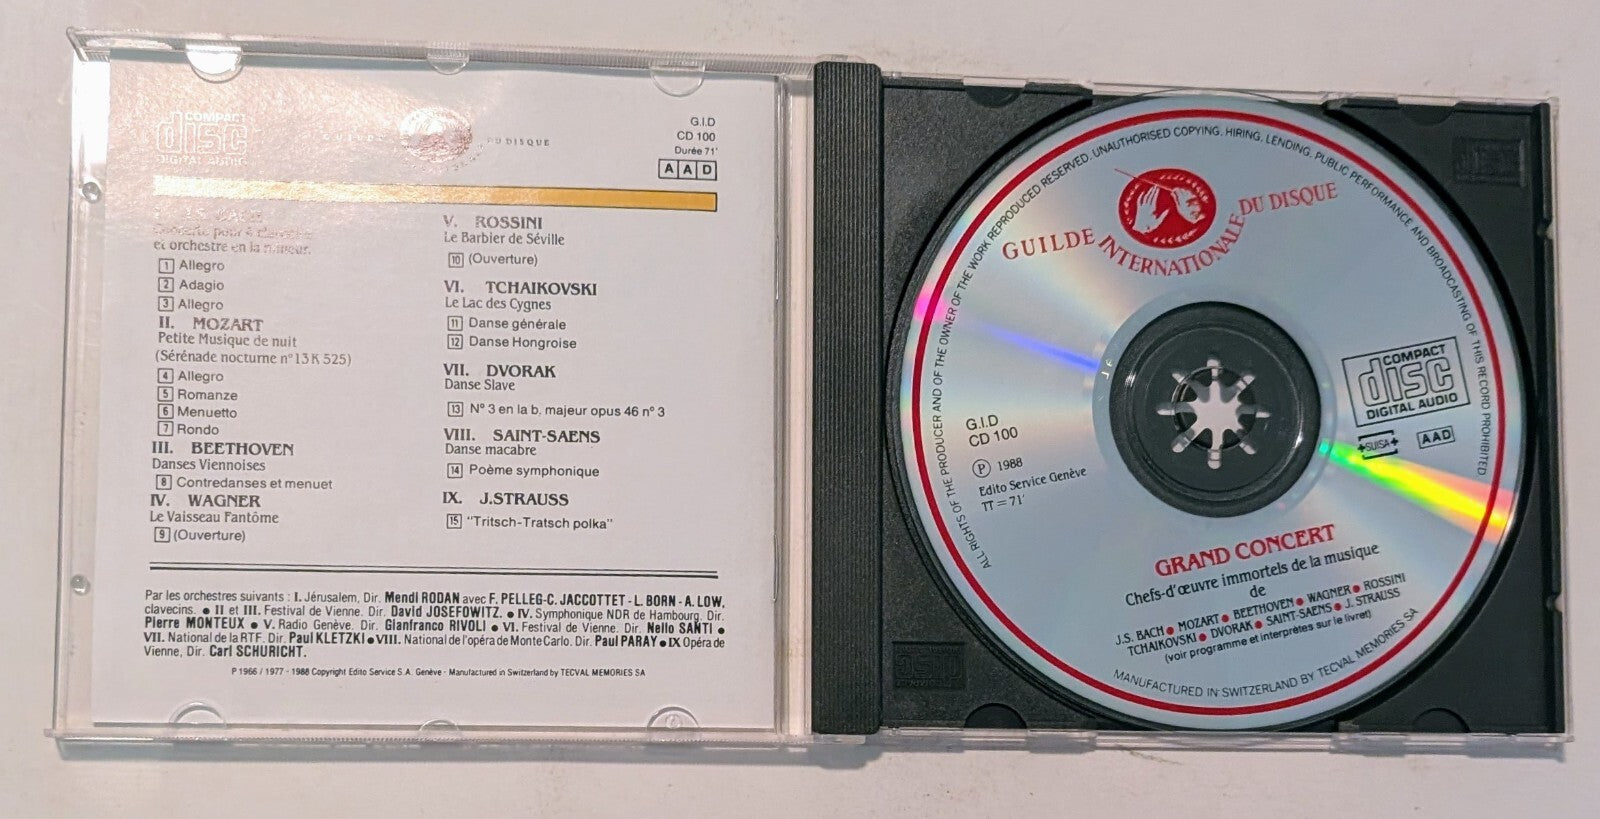 COMPACT
disc
DIGITAL AUDIO
GUILDE DU DISQUE
G.I.D
CD 100
Durée 71'
A A D
J.S. BACH
Concerto pour 4 clavecins
et orchestre en la mineur.
1 Allegro
2 Adagio
3 Allegro
II. MOZART
Petite Musique de nuit
(Sérénade nocturne n°13 K 525)
4 Allegro
5 Romanze
6 Menuetto
7 Rondo
III. BEETHOVEN
Danses Viennoises
8 Contredanses et menuet
IV. WAGNER
Le Vaisseau Fantôme
9 (Ouverture)
V. ROSSINI
Le Barbier de Séville
10 (Ouverture)
VI. TCHAIKOVSKI
Le Lac des Cygnes
11 Danse générale
12 Danse Hongroise
VII. DVORAK
Danse Slave
13 N° 3 en la b. majeur opus 46 n° 3
VIII. SAINT-SAENS
Danse macabre
14 Poème symphonique
IX. J.STRAUSS
15 "Tritsch-Tratsch polka"
Par les orchestres suivants : I. Jérusalem, Dir. Mendi RODAN avec F. PELLEG-C. JACCOTTET - L. BORN - A. LOW,
clavecins. ● II et III. Festival de Vienne. Dir. David JOSEFOWITZ. ● IV. Symphonique NDR de Hambourg. Dir.
Pierre MONTEUX ● V. Radio Genève. Dir. Gianfranco RIVOLI ● VI. Festival de Vienne. Dir. Nello SANTI ●
VII. National de la RTF. Dir. Paul KLETZKI ● VIII. National de l'opéra de Monte Carlo. Dir. Paul PARAY ● IX Opéra de
Vienne, Dir. Carl SCHURICHT.
P 1966 / 1977 - 1988 Copyright Edito Service S.A. Genève - Manufactured in Switzerland by TECVAL MEMORIES SA
ALL RIGHTS OF THE PRODUCER AND OF THE OWNER OF THE WORK REPRODUCED RESERVED. UNAUTHORISED COPYING, HIRING, LENDING, PUBLIC PERFORMANCE AND BROADCASTING OF THIS RECORD PROHIBITED
GUILDE INTERNATIONALE DU DISQUE
COMPACT
disc
DIGITAL AUDIO
SUISA
AAD
G.I.D
CD 100
Ⓟ 1988
Edito Service Genève
TT = 71'
GRAND CONCERT
Chefs-d'œuvre immortels de la musique
de
J.S. BACH ● MOZART ● BEETHOVEN ● WAGNER ● ROSSINI
TCHAIKOVSKI ● DVORAK ● SAINT-SAENS ● J. STRAUSS
(voir programme et interprètes sur le livret)
MANUFACTURED IN SWITZERLAND BY TECVAL MEMORIES SA